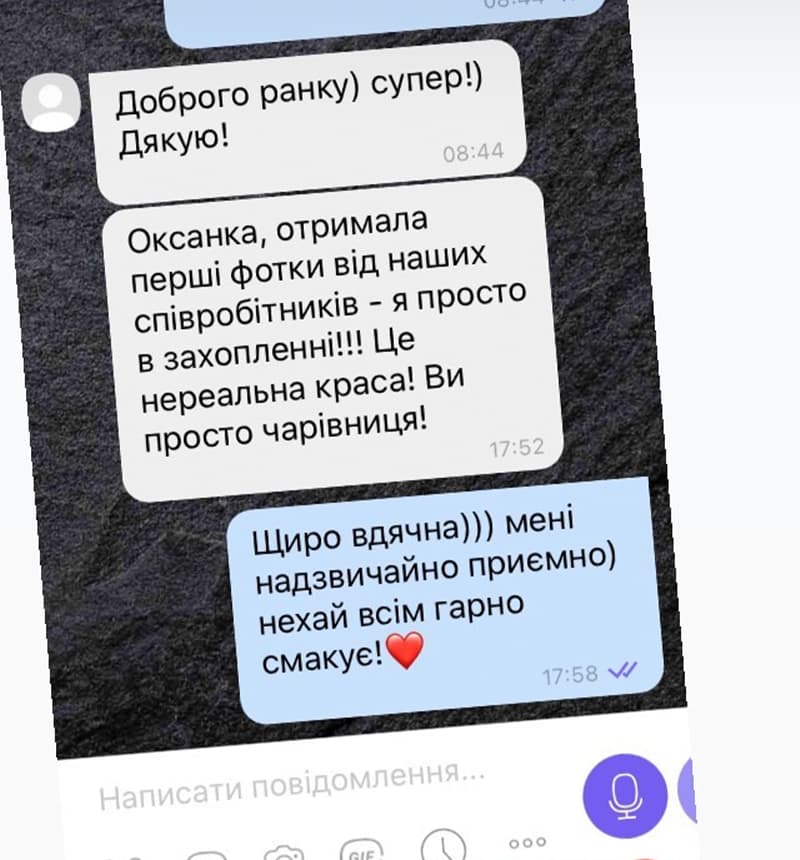 Доброго ранку) супер!)
Дякую!
08:44
Оксанка, отримала
перші фотки від наших
співробітників - я просто
в захопленні!!! Це
нереальна краса! Ви
просто чарівниця!
17:52
Щиро вдячна))) мені
надзвичайно приємно)
нехай всім гарно
смакує!❤️
17:58
Написати повідомлення...
GIF